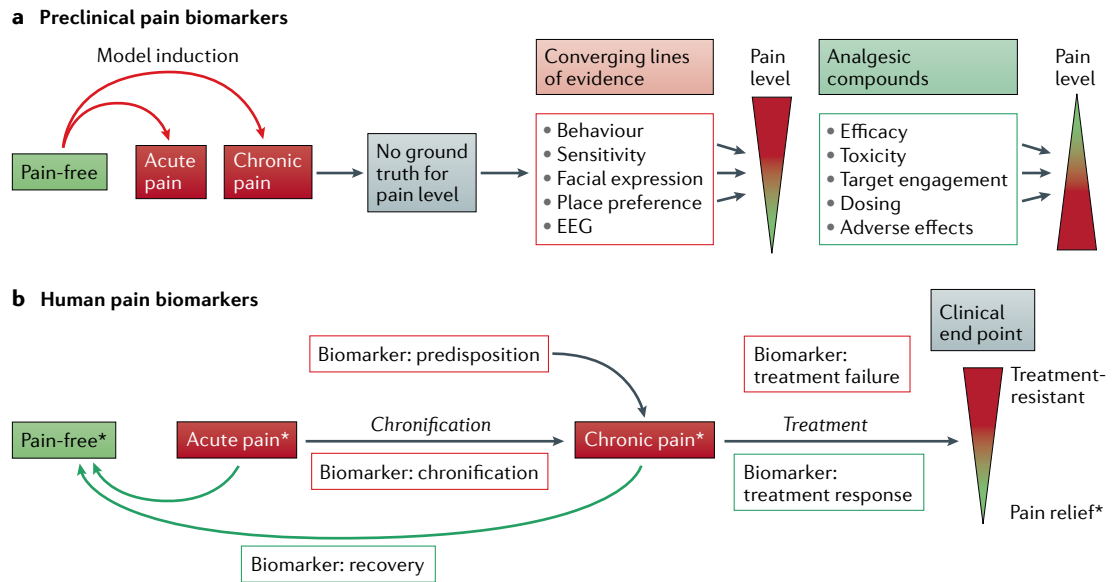 a Preclinical pain biomarkers
Model induction
Pain-free
Acute
pain
Chronic
pain
No ground
truth for
pain level
Converging lines
of evidence
• Behaviour
• Sensitivity
• Facial expression
• Place preference
• EEG
Pain
level
Analgesic
compounds
• Efficacy
• Toxicity
• Target engagement
• Dosing
• Adverse effects
Pain
level
b Human pain biomarkers
Biomarker: predisposition
Pain-free*
Acute pain*
Chronification
Biomarker: chronification
Chronic pain*
Biomarker: recovery
Biomarker:
treatment failure
Treatment
Biomarker:
treatment response
Clinical
end point
Treatment-
resistant
Pain relief*